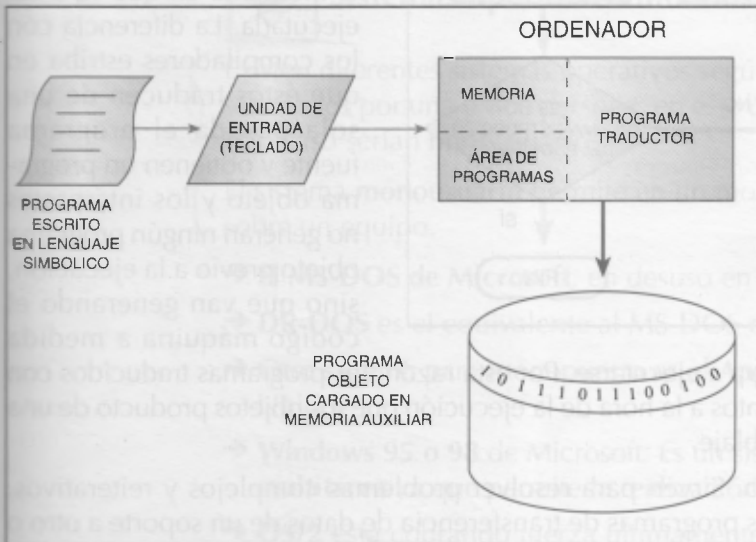 ORDENADOR
MEMORIA
ÁREA DE
PROGRAMAS
PROGRAMA
TRADUCTOR
UNIDAD DE
ENTRADA
(TECLADO)
PROGRAMA
ESCRITO
EN LENGUAJE
SIMBOLICO
PROGRAMA
OBJETO
CARGADO EN
MEMORIA AUXILIAR
10111011100100